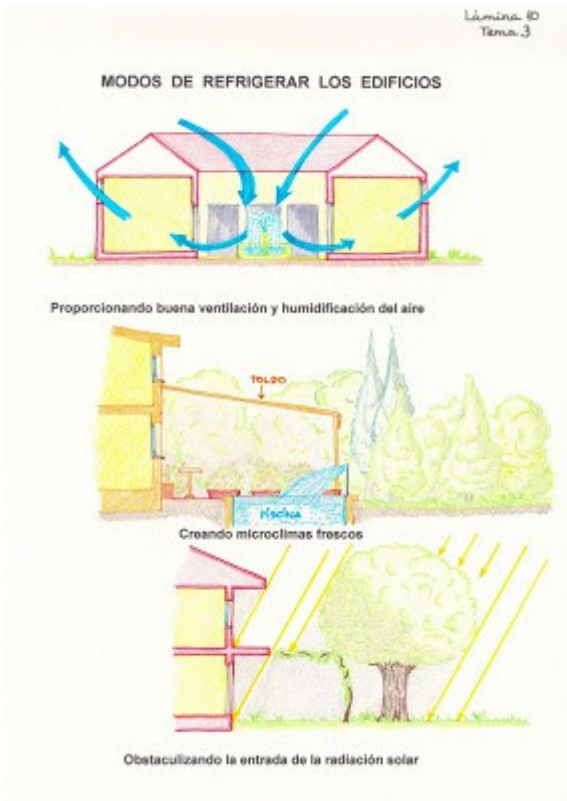 Lámina 10
Tema 3
MODOS DE REFRIGERAR LOS EDIFICIOS
Proporcionando buena ventilación y humidificación del aire
TOLDO
PISCINA
Creando microclimas frescos
Obstaculizando la entrada de la radiación solar